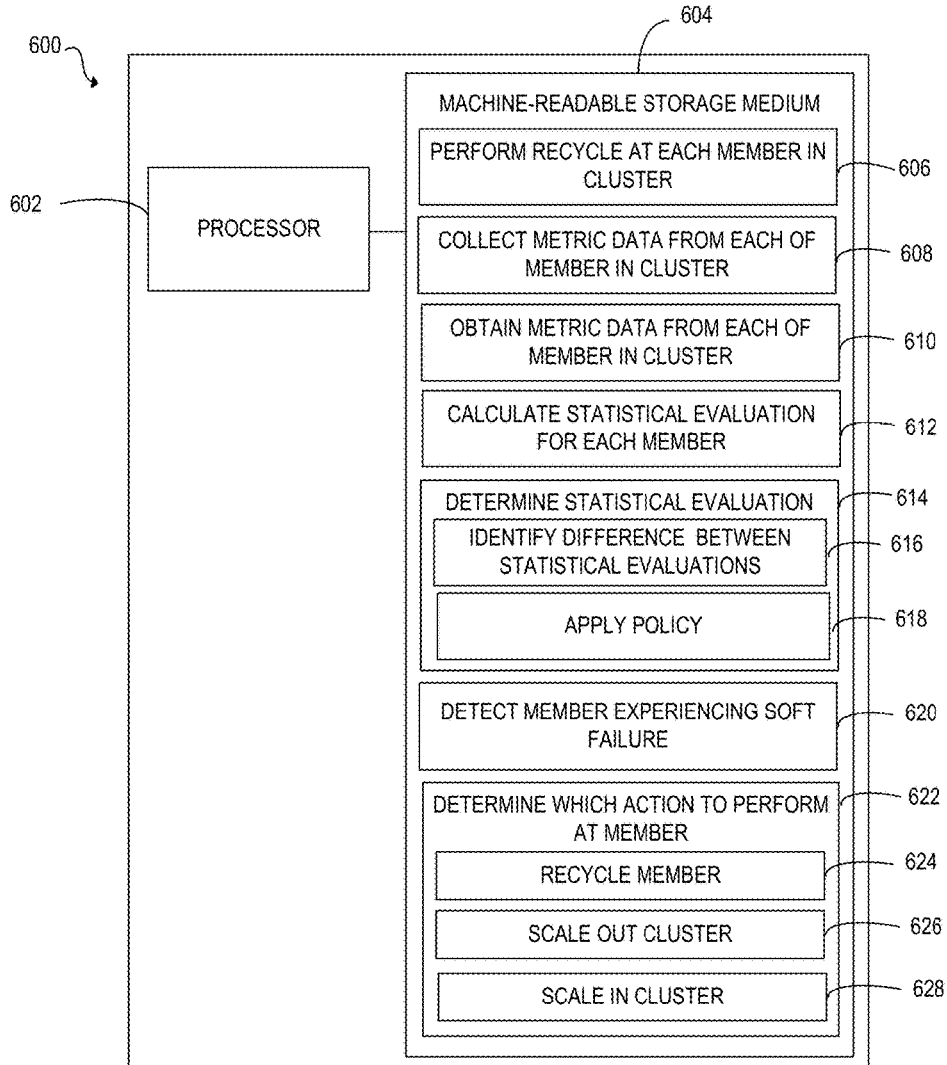 604
600
MACHINE-READABLE STORAGE MEDIUM
PERFORM RECYCLE AT EACH MEMBER IN
CLUSTER
606
602
PROCESSOR
COLLECT METRIC DATA FROM EACH OF
MEMBER IN CLUSTER
608
OBTAIN METRIC DATA FROM EACH OF
MEMBER IN CLUSTER
610
CALCULATE STATISTICAL EVALUATION
FOR EACH MEMBER
612
DETERMINE STATISTICAL EVALUATION
614
IDENTIFY DIFFERENCE BETWEEN
STATISTICAL EVALUATIONS
616
APPLY POLICY
618
DETECT MEMBER EXPERIENCING SOFT
FAILURE
620
DETERMINE WHICH ACTION TO PERFORM
AT MEMBER
622
RECYCLE MEMBER
624
SCALE OUT CLUSTER
626
SCALE IN CLUSTER
628